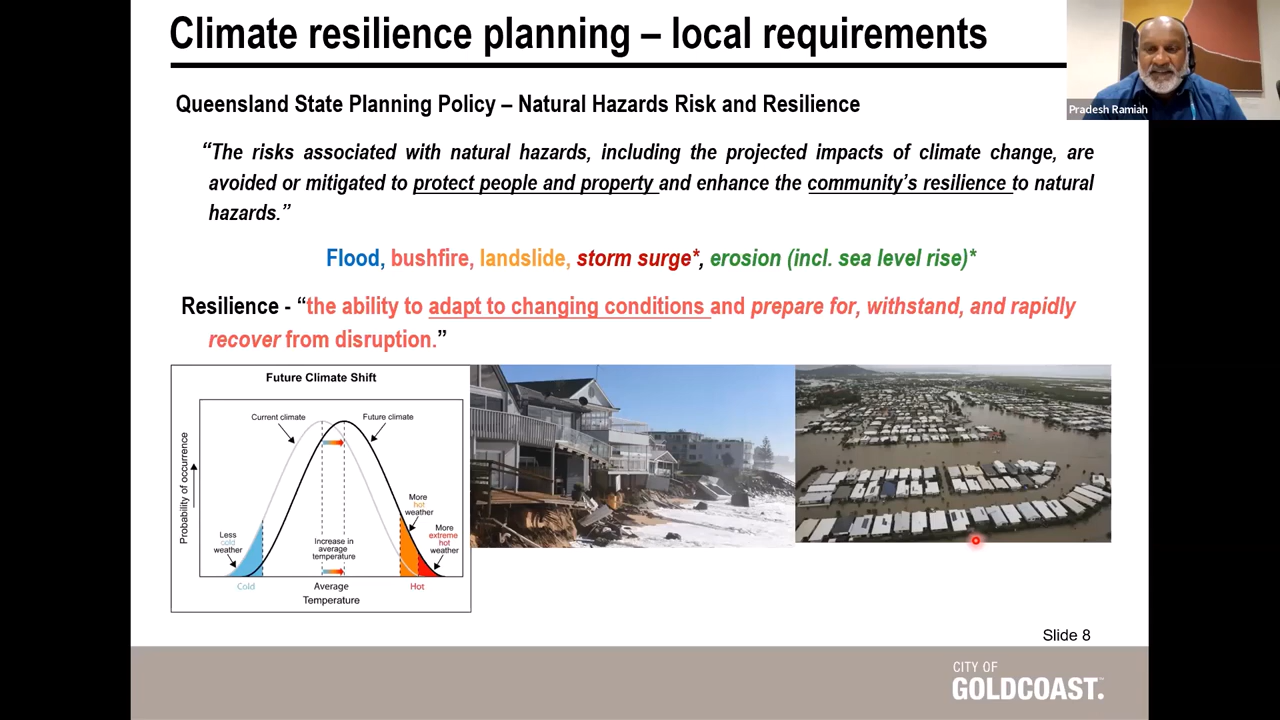 Climate resilience planning – local requirements
Pradesh Ramiah
Queensland State Planning Policy – Natural Hazards Risk and Resilience
“The risks associated with natural hazards, including the projected impacts of climate change, are
avoided or mitigated to protect people and property and enhance the community’s resilience to natural
hazards.”
Flood, bushfire, landslide, storm surge*, erosion (incl. sea level rise)*
Resilience - “the ability to adapt to changing conditions and prepare for, withstand, and rapidly
recover from disruption.”
Future Climate Shift
Current climate
Future climate
Probability of occurrence
More
hot
weather
Less
cold
weather
Increase in
average
temperature
More
extreme
hot
weather
Cold
Average
Hot
Temperature
Slide 8
CITY OF
GOLDCOAST.